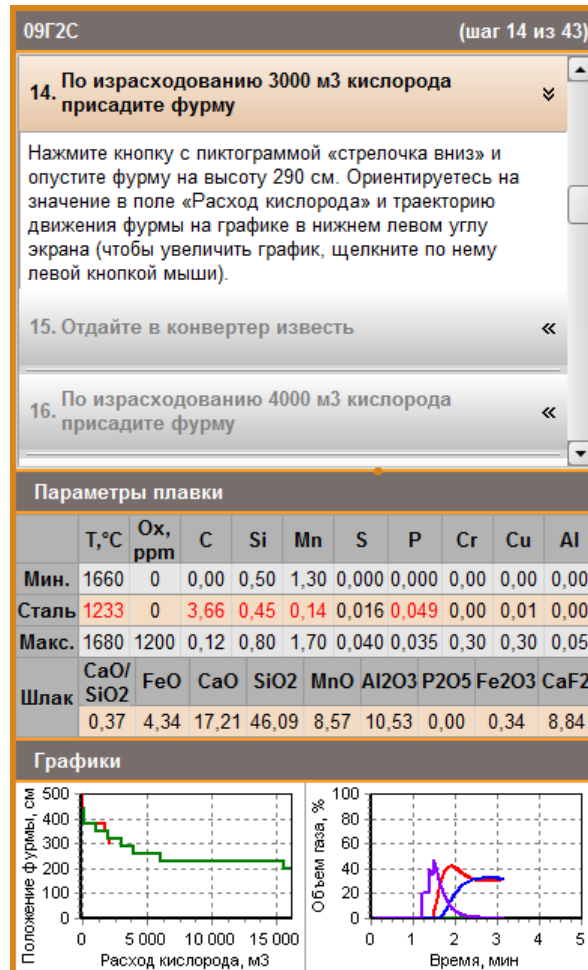 09Г2С (шаг 14 из 43)
14. По израсходованию 3000 м3 кислорода
присадите фурму
Нажмите кнопку с пиктограммой «стрелочка вниз» и
опустите фурму на высоту 290 см. Ориентируетесь на
значение в поле «Расход кислорода» и траекторию
движения фурмы на графике в нижнем левом углу
экрана (чтобы увеличить график, щелкните по нему
левой кнопкой мыши).
15. Отдайте в конвертер известь
16. По израсходованию 4000 м3 кислорода
присадите фурму
Параметры плавки
T,°C Ox, ppm C Si Mn S P Cr Cu Al
Мин. 1660 0 0,00 0,50 1,30 0,000 0,000 0,00 0,00 0,00
Сталь 1233 0 3,66 0,45 0,14 0,016 0,049 0,00 0,01 0,00
Макс. 1680 1200 0,12 0,80 1,70 0,040 0,035 0,30 0,30 0,05
Шлак CaO/SiO2 FeO CaO SiO2 MnO Al2O3 P2O5 Fe2O3 CaF2
0,37 4,34 17,21 46,09 8,57 10,53 0,00 0,34 8,84
Графики
Положение фурмы, см
500
400
300
200
100
0
0 5 000 10 000 15 000
Расход кислорода, м3
Объем газа, %
100
80
60
40
20
0
0 1 2 3 4 5
Время, мин